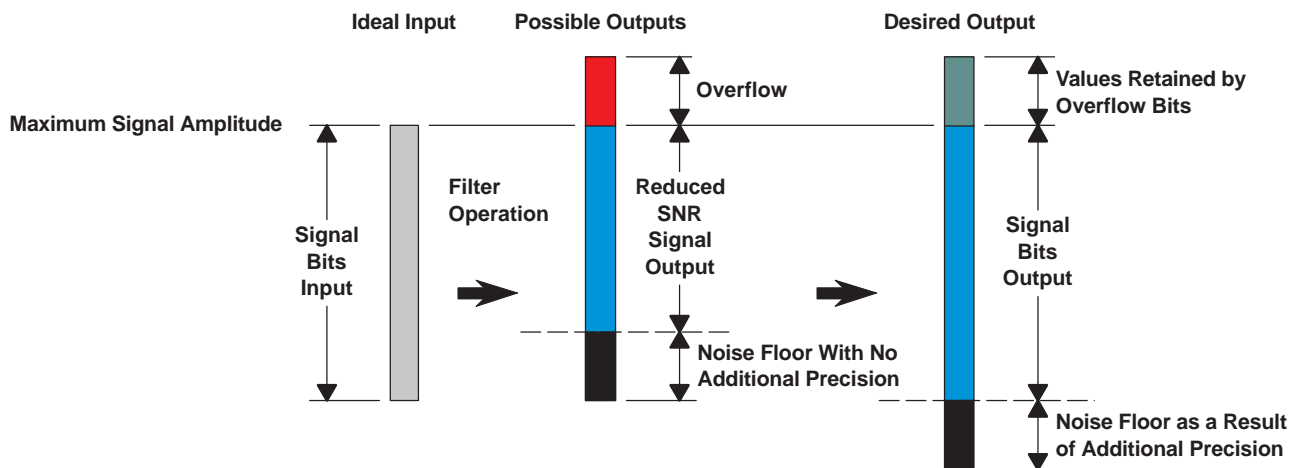 Ideal Input
Possible Outputs
Desired Output
Overflow
Values Retained by
Overflow Bits
Maximum Signal Amplitude
Signal
Bits
Input
Filter
Operation
Reduced
SNR
Signal
Output
Signal
Bits
Output
Noise Floor With No
Additional Precision
Noise Floor as a Result
of Additional Precision